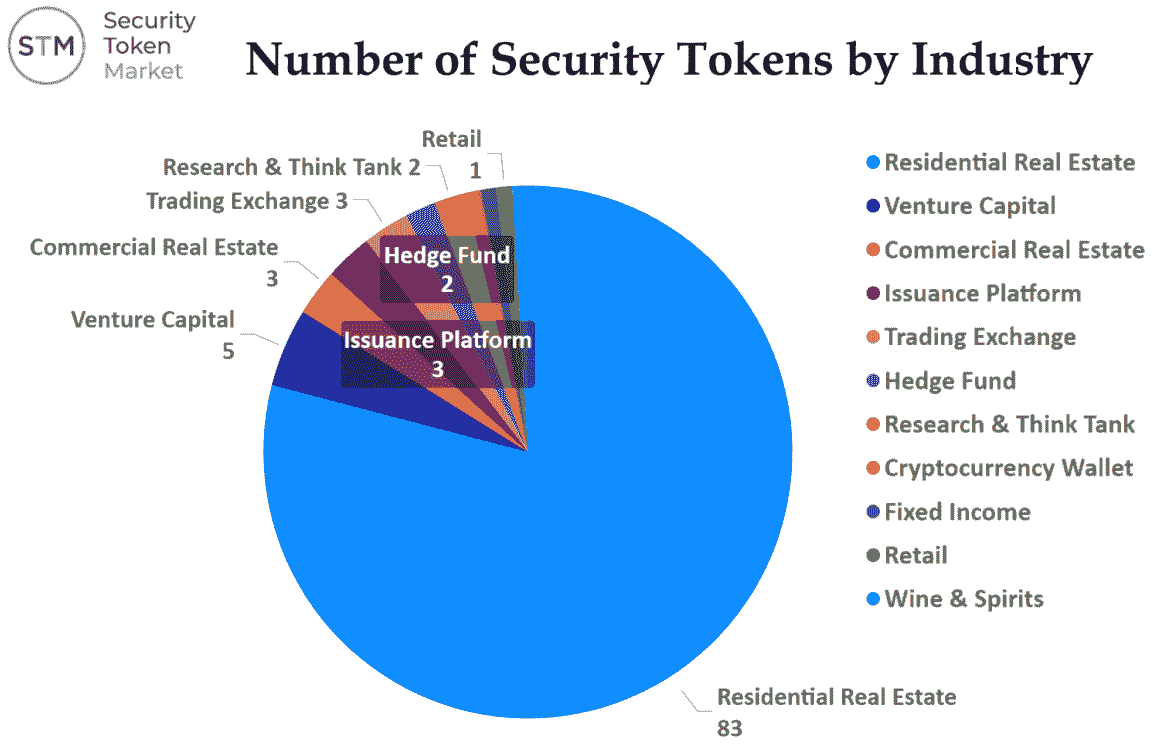 STM
Security
Token
Market
Number of Security Tokens by Industry
Retail
1
Research & Think Tank 2
Trading Exchange 3
Commercial Real Estate
3
Venture Capital
5
Hedge Fund
2
Issuance Platform
3
Residential Real Estate
83
Residential Real Estate
Venture Capital
Commercial Real Estate
Issuance Platform
Trading Exchange
Hedge Fund
Research & Think Tank
Cryptocurrency Wallet
Fixed Income
Retail
Wine & Spirits